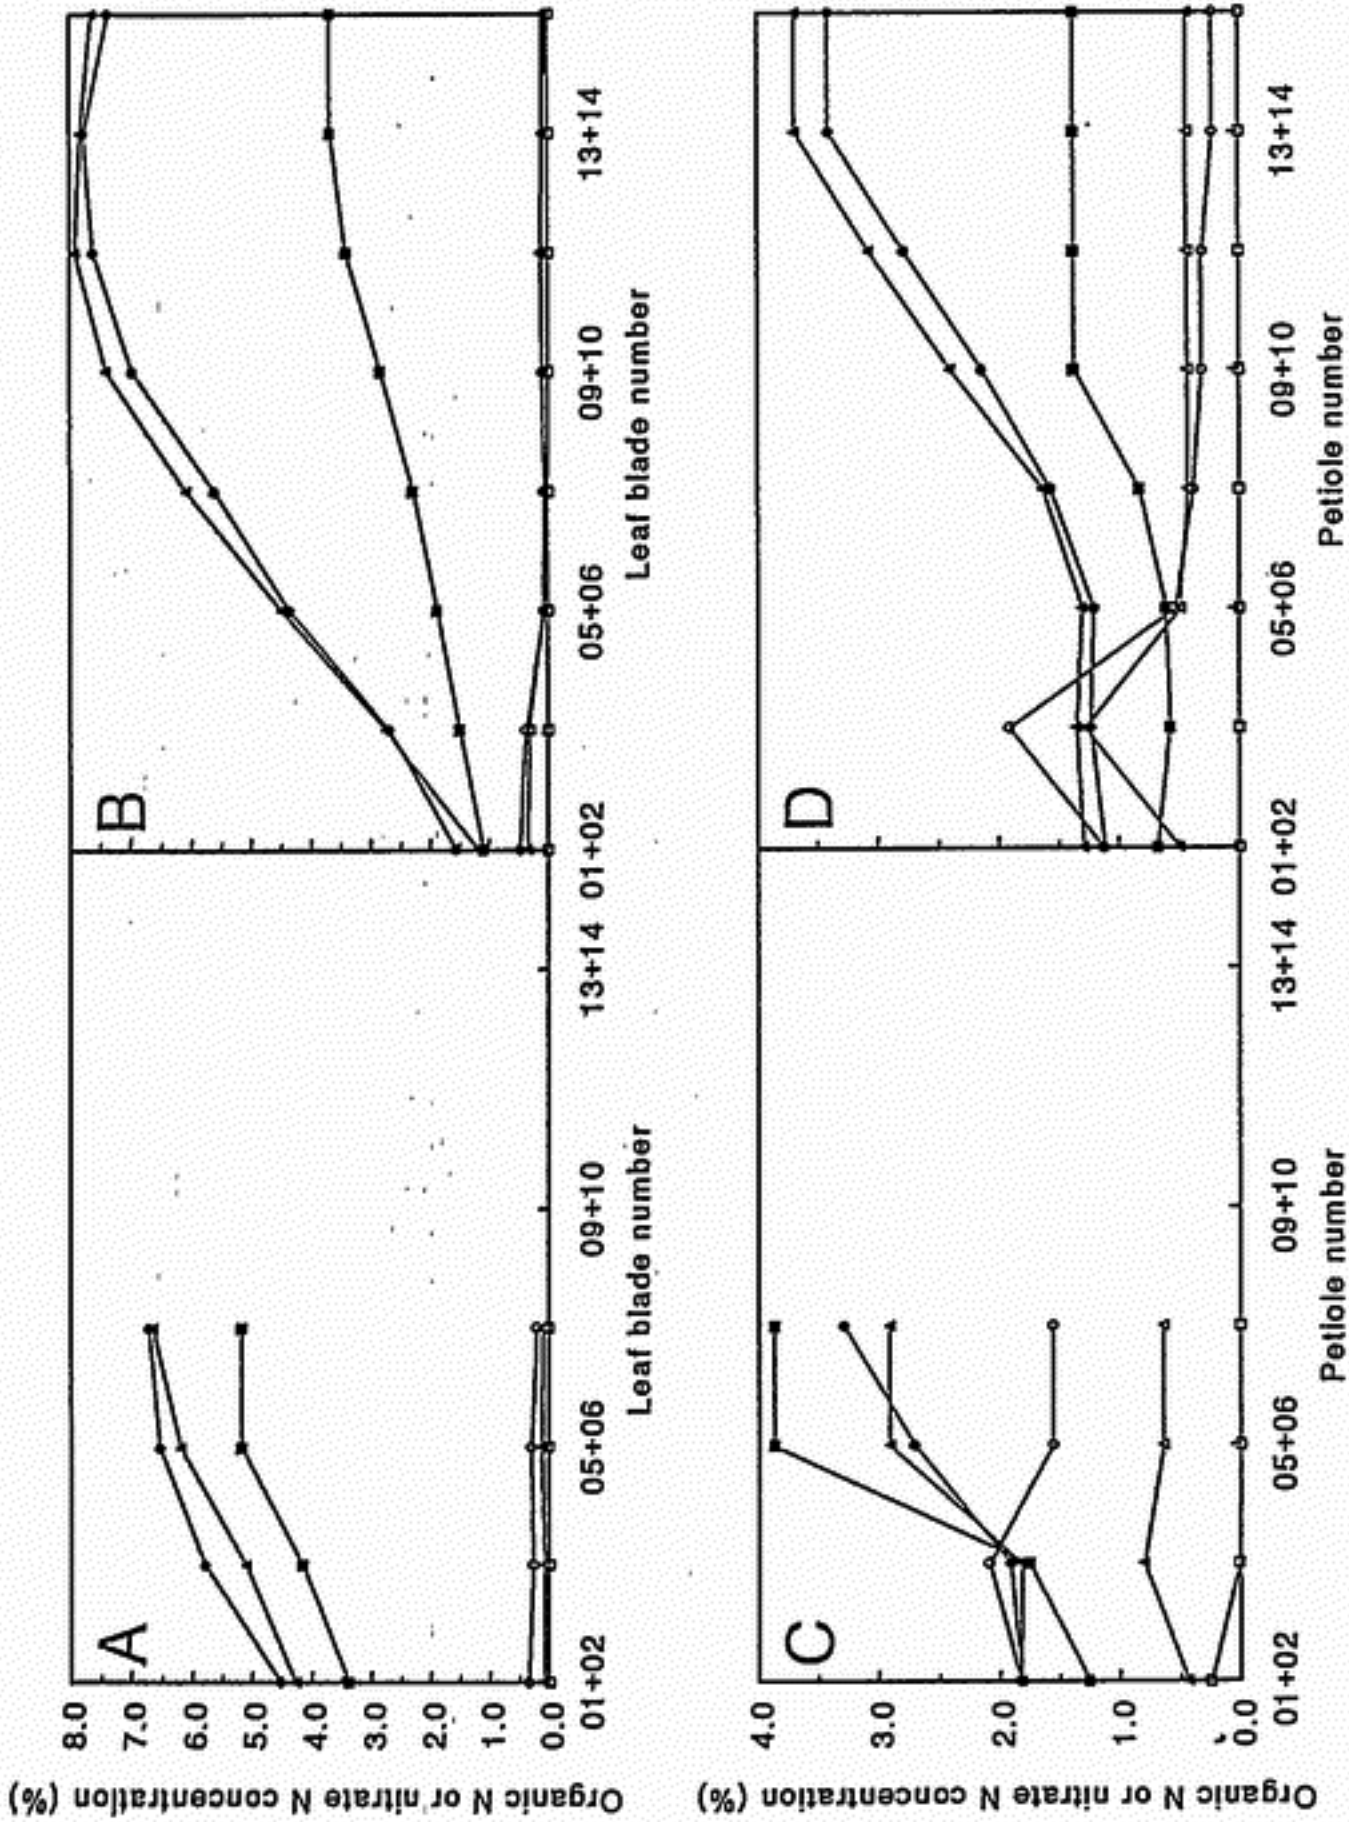 Organic N or nitrate N concentration (%)
8.0
7.0
6.0
5.0
4.0
3.0
2.0
1.0
0.0
A
B
01+02 05+06 09+10 13+14 01+02 05+06 09+10 13+14
Leaf blade number Leaf blade number
Organic N or nitrate N concentration (%)
4.0
3.0
2.0
1.0
0.0
C
D
01+02 05+06 09+10 13+14 01+02 05+06 09+10 13+14
Petiole number Petiole number